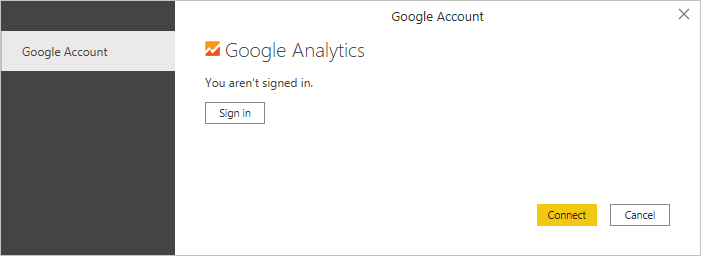 Google Account
Google Account
Google Analytics
You aren't signed in.
Sign in
Connect
Cancel